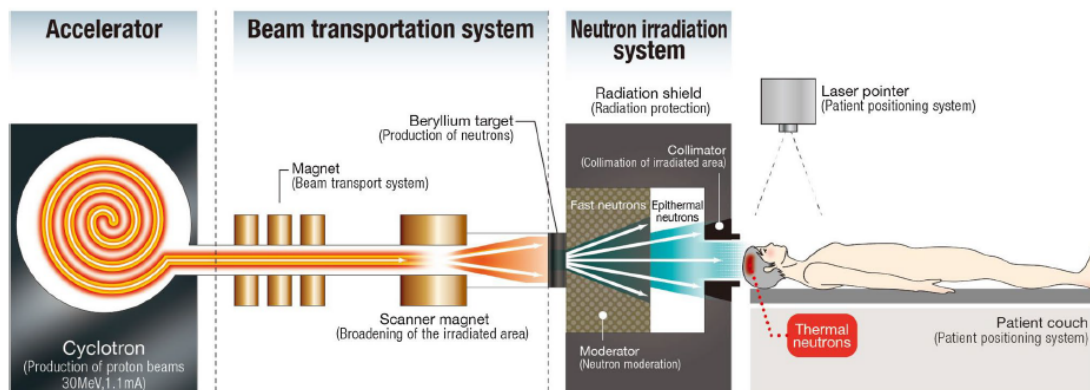 Accelerator
Beam transportation system
Neutron irradiation
system
Radiation shield
(Radiation protection)
Laser pointer
(Patient positioning system)
Beryllium target
(Production of neutrons)
Collimator
(Collimation of irradiated area)
Magnet
(Beam transport system)
Fast neutrons
Epithermal
neutrons
Scanner magnet
(Broadening of the irradiated area)
Thermal
neutrons
Patient couch
(Patient positioning system)
Cyclotron
(Production of proton beams
30MeV,1.1mA)
Moderator
(Neutron moderation)